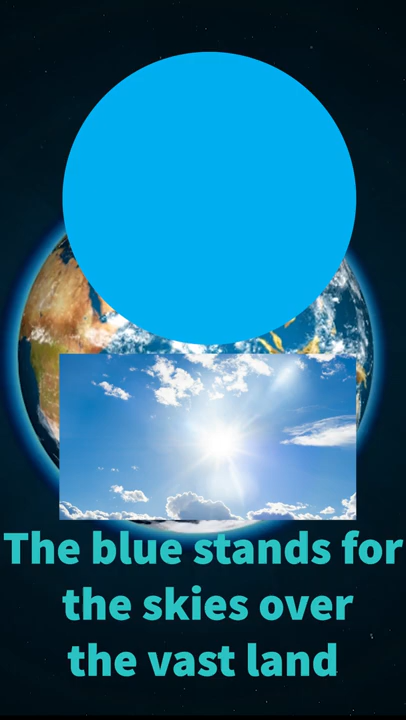 The blue stands for
the skies over
the vast land